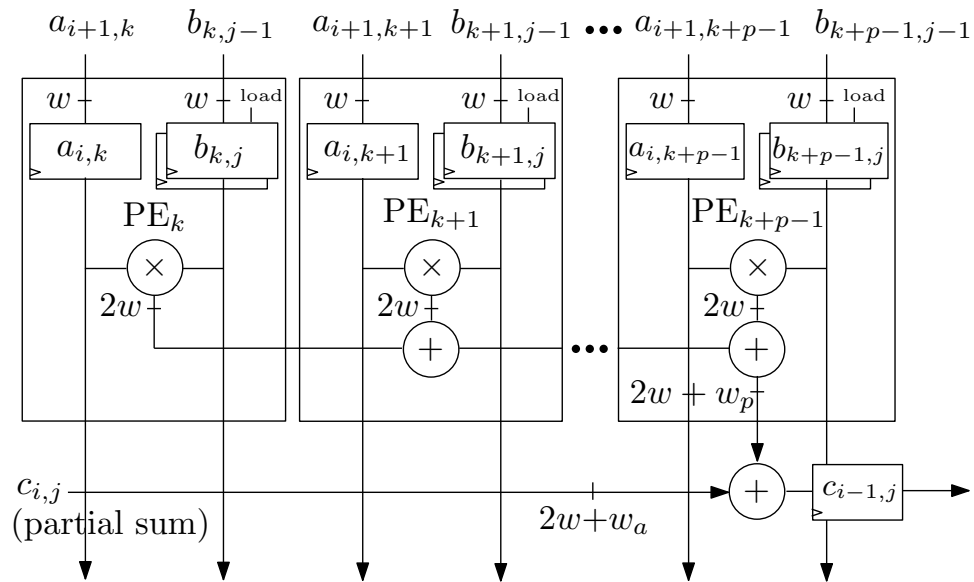 a_{i+1,k} b_{k,j−1} a_{i+1,k+1} b_{k+1,j−1} ••• a_{i+1,k+p−1} b_{k+p−1,j−1}
w w load w w load w w load
a_{i,k} b_{k,j} a_{i,k+1} b_{k+1,j} a_{i,k+p−1} b_{k+p−1,j}
PE_k PE_{k+1} PE_{k+p−1}
× × ×
2w 2w 2w
+ ••• +
2w + w_p
c_{i,j} + c_{i−1,j}
(partial sum) 2w+w_a